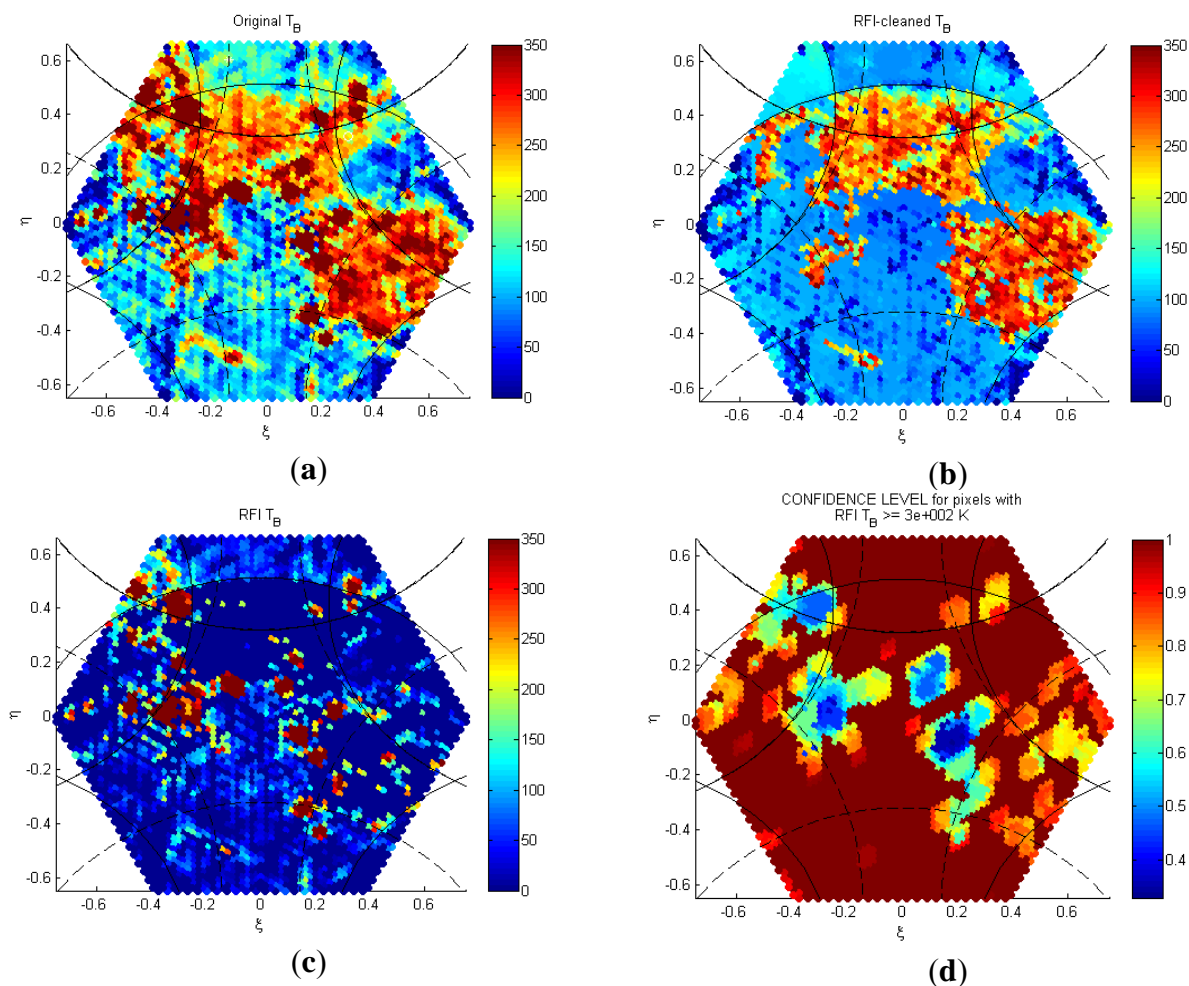 Original T_B
RFI-cleaned T_B
0.6
0.4
0.2
0
-0.2
-0.4
-0.6
η
-0.6 -0.4 -0.2 0 0.2 0.4 0.6
ξ
350
300
250
200
150
100
50
0
0.6
0.4
0.2
0
-0.2
-0.4
-0.6
η
-0.6 -0.4 -0.2 0 0.2 0.4 0.6
ξ
350
300
250
200
150
100
50
0
(a)
(b)
RFI T_B
CONFIDENCE LEVEL for pixels with
RFI T_B >= 3e+002 K
0.6
0.4
0.2
0
-0.2
-0.4
-0.6
η
-0.6 -0.4 -0.2 0 0.2 0.4 0.6
ξ
350
300
250
200
150
100
50
0
0.6
0.4
0.2
0
-0.2
-0.4
-0.6
η
-0.6 -0.4 -0.2 0 0.2 0.4 0.6
ξ
1
0.9
0.8
0.7
0.6
0.5
0.4
(c)
(d)